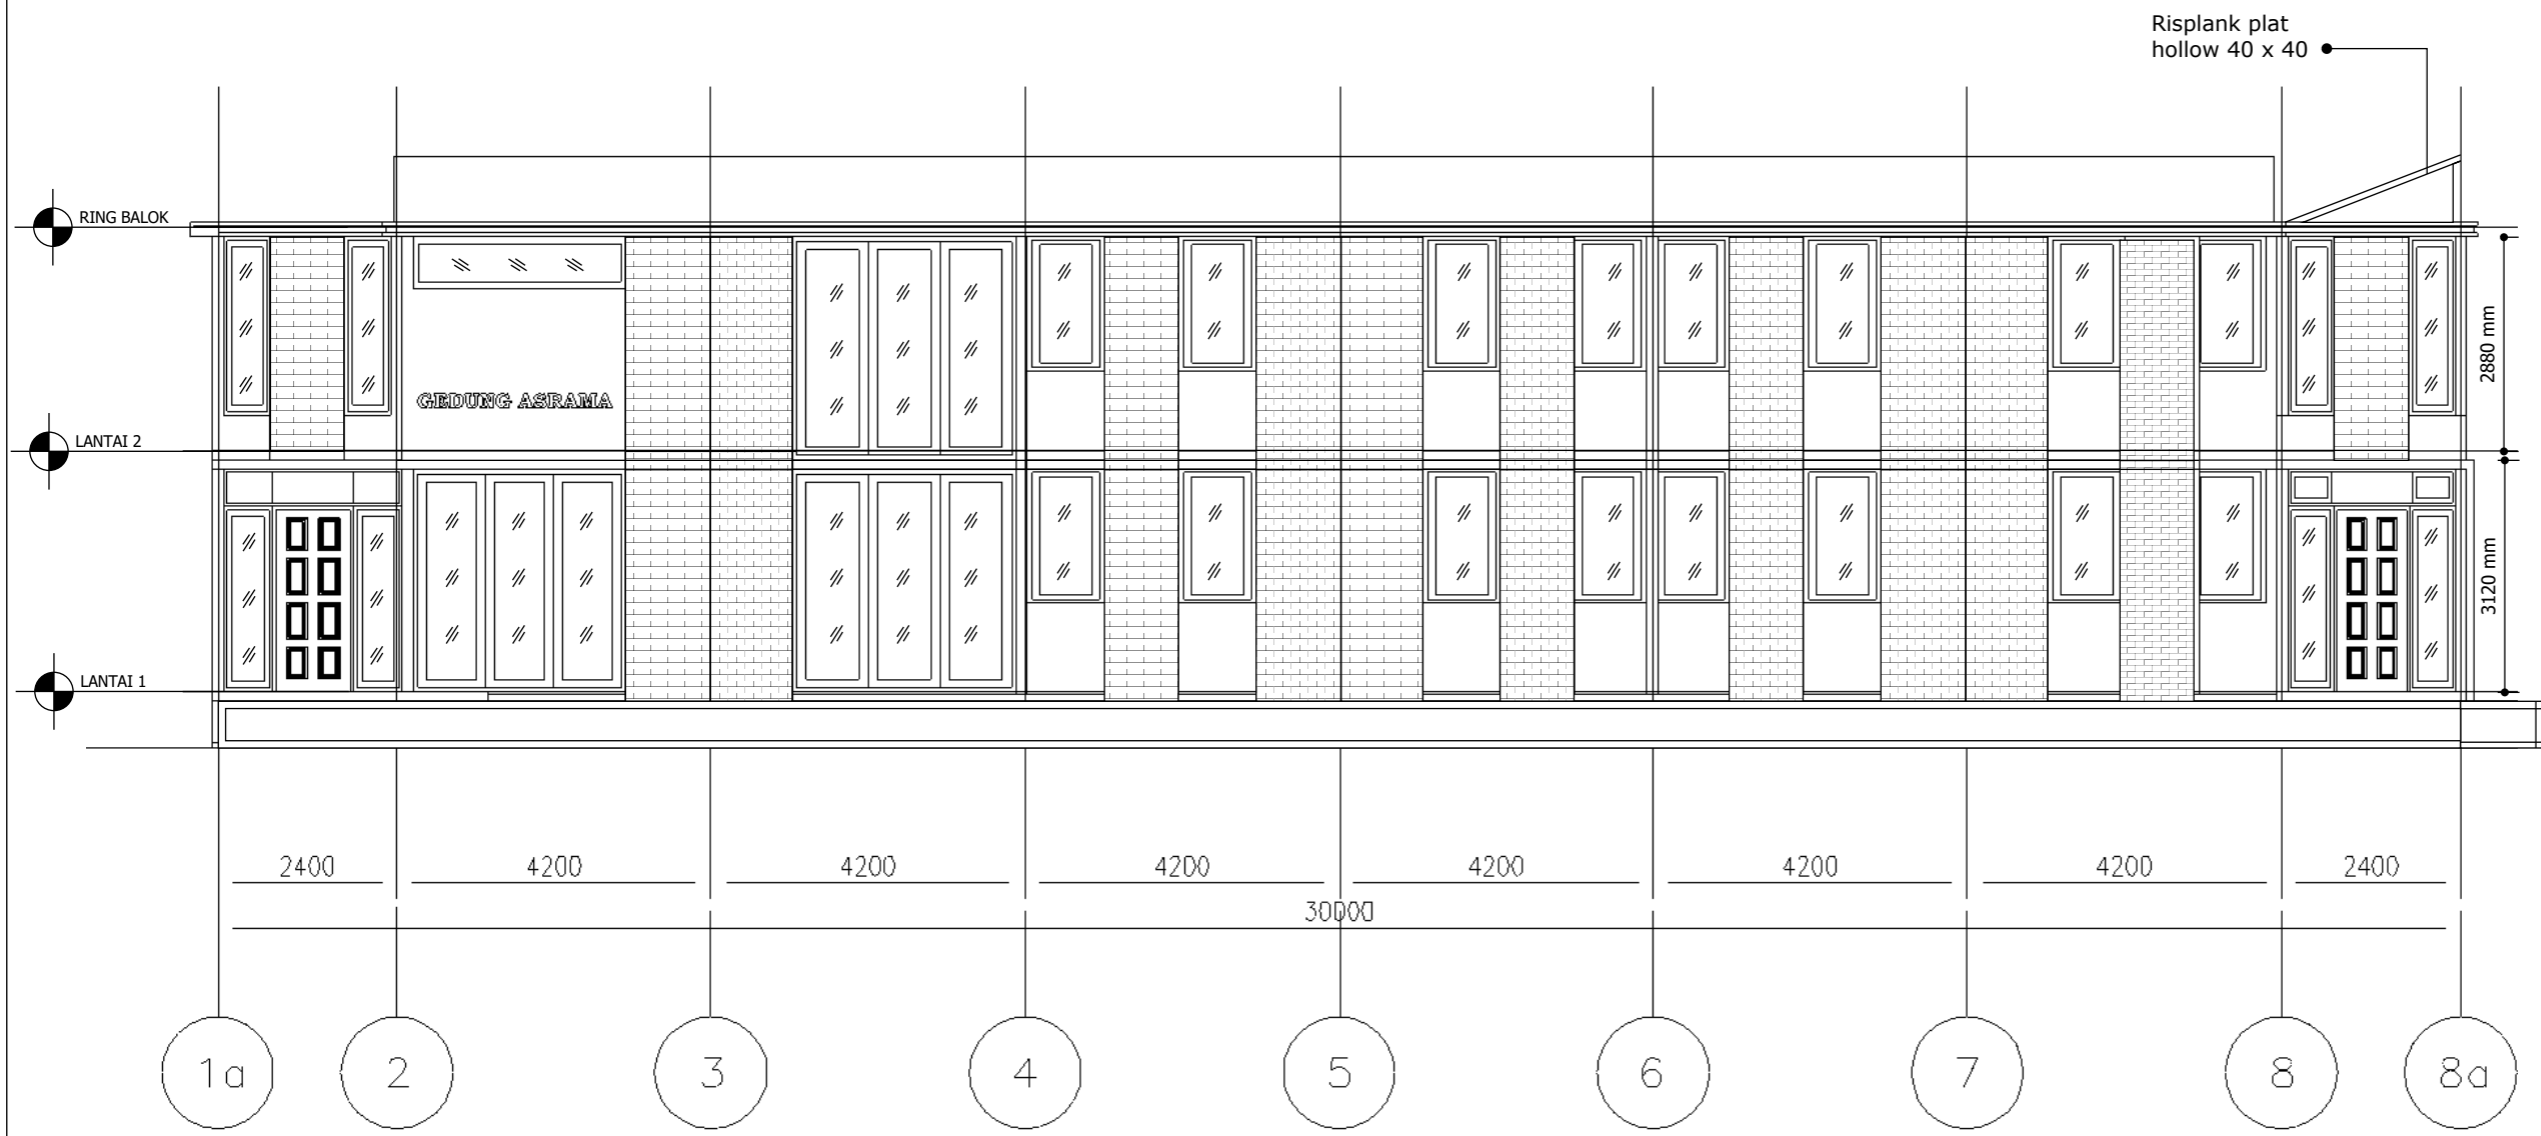 Risplank plat
hollow 40 x 40
RING BALOK
GEDUNG ASRAMA
2880 mm
LANTAI 2
3120 mm
LANTAI 1
2400 4200 4200 4200 4200 4200 4200 2400
30000
1a 2 3 4 5 6 7 8 8a